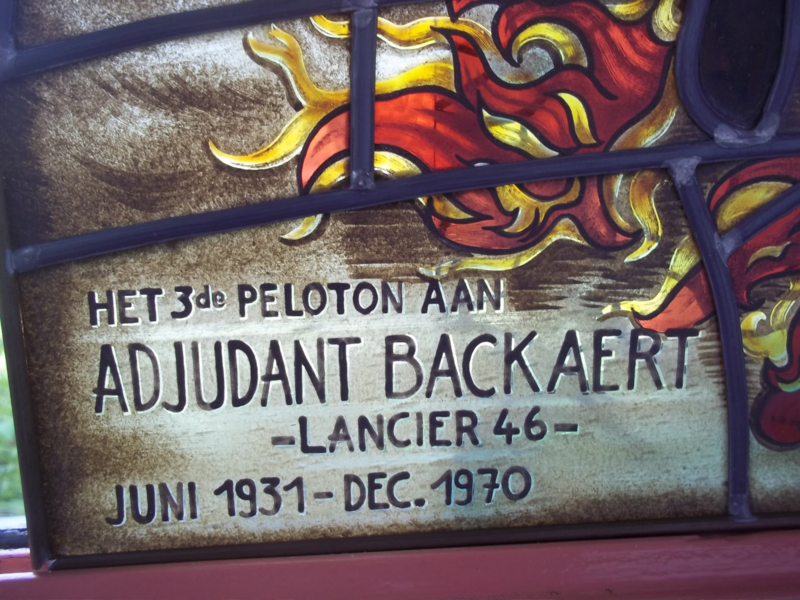 HET 3de PELOTON AAN
ADJUDANT BACKAERT
-LANCIER 46-
JUNI 1931-DEC. 1970